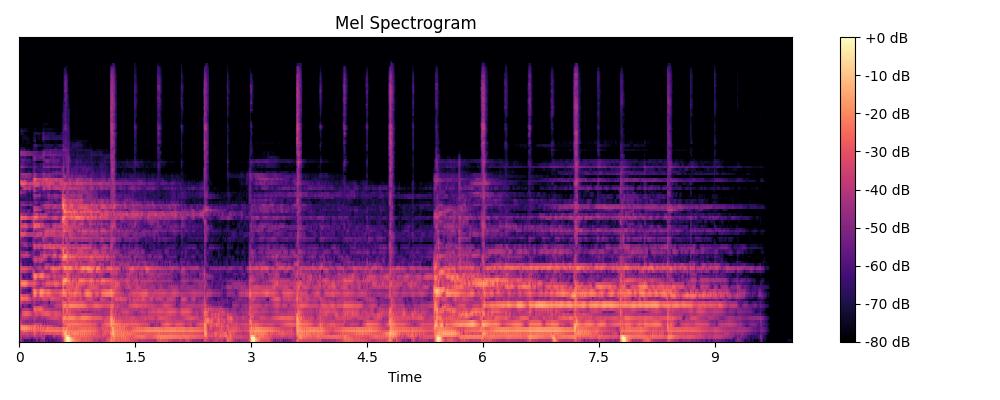 Mel Spectrogram
+0 dB
-10 dB
-20 dB
-30 dB
-40 dB
-50 dB
-60 dB
-70 dB
-80 dB
0 1.5 3 4.5 6 7.5 9
Time